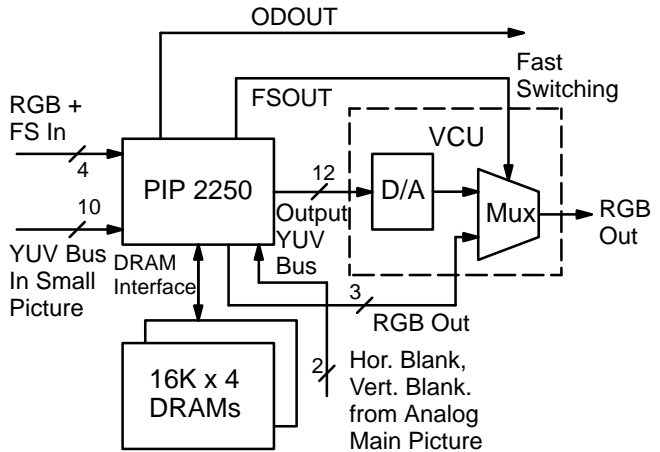 ODOUT
FSOUT
Fast
Switching
RGB +
FS In
4
PIP 2250
12
VCU
D/A
Mux
RGB
Out
10
YUV Bus
In Small
Picture
Output
YUV
Bus
DRAM
Interface
3
RGB Out
2
Hor. Blank,
Vert. Blank.
from Analog
Main Picture
16K x 4
DRAMs